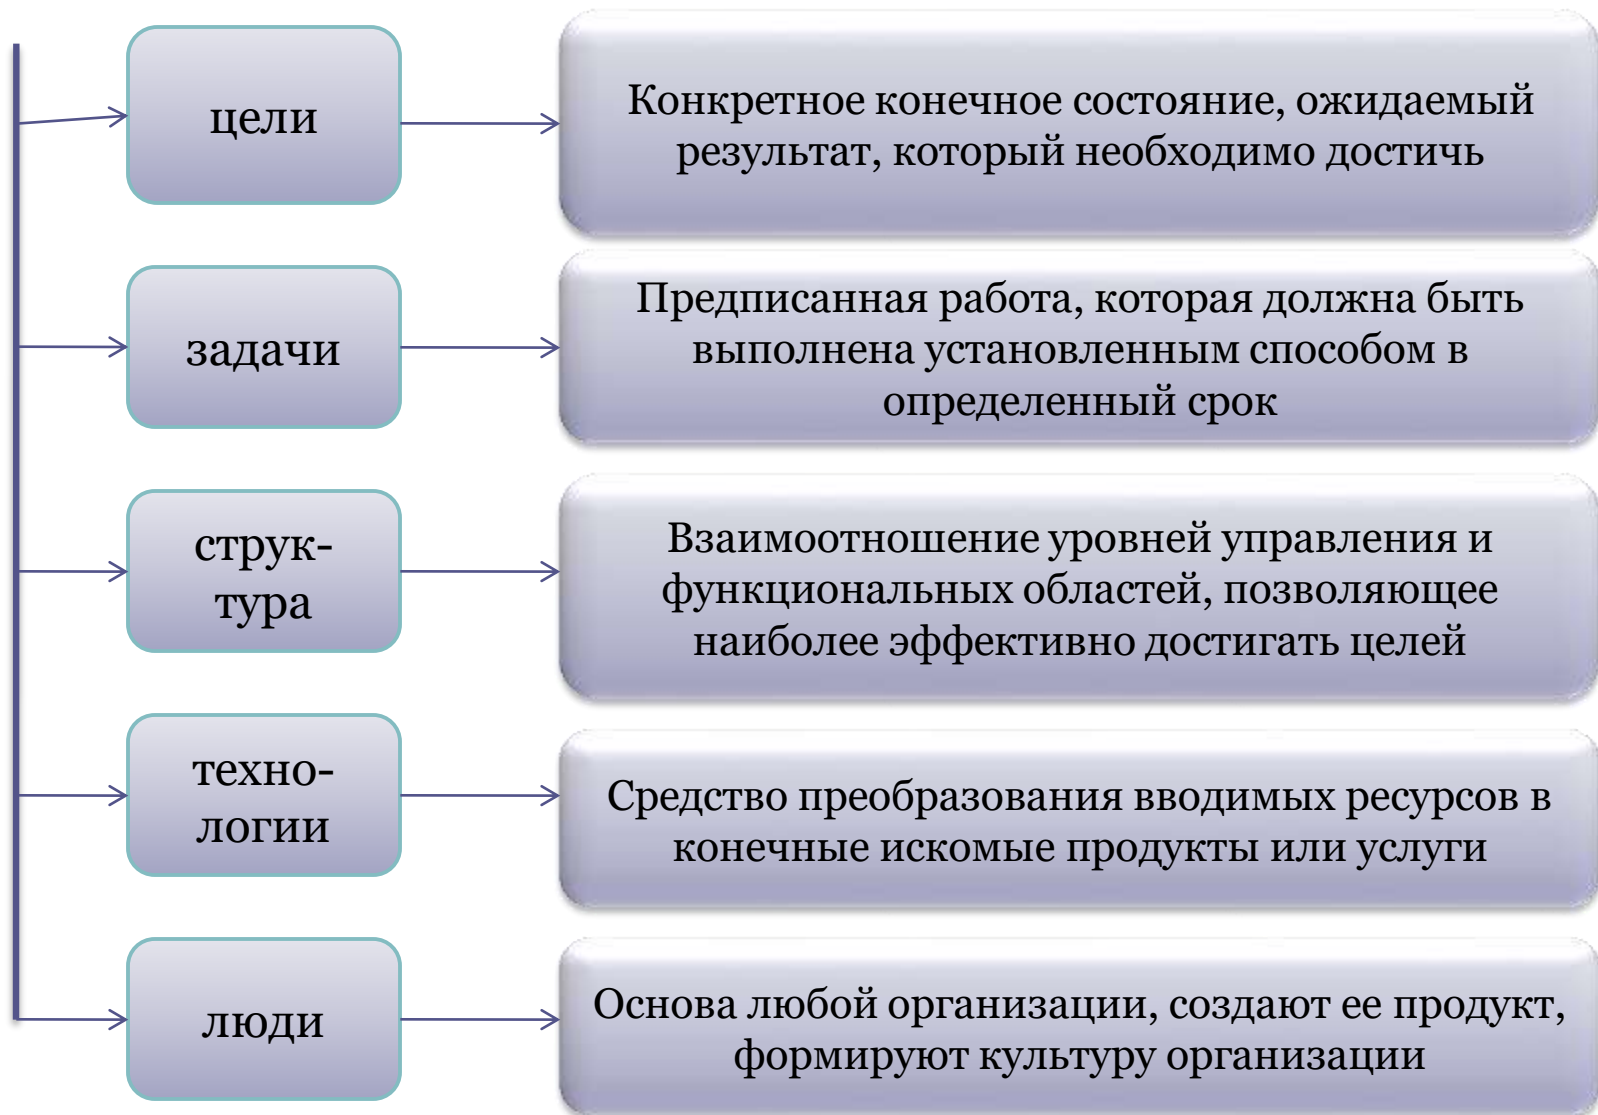 цели
Конкретное конечное состояние, ожидаемый
результат, который необходимо достичь
задачи
Предписанная работа, которая должна быть
выполнена установленным способом в
определенный срок
струк-
тура
Взаимоотношение уровней управления и
функциональных областей, позволяющее
наиболее эффективно достигать целей
техно-
логии
Средство преобразования вводимых ресурсов в
конечные искомые продукты или услуги
люди
Основа любой организации, создают ее продукт,
формируют культуру организации